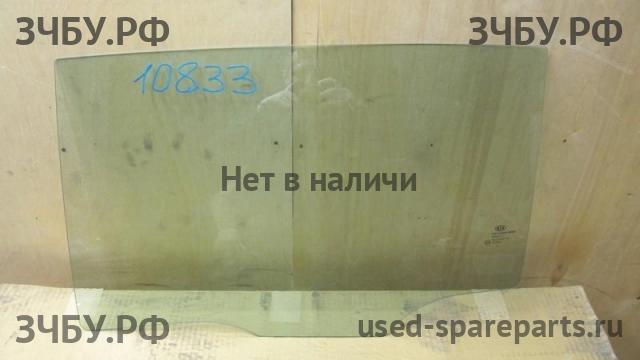 ЗЧБУ.РФ ЗЧБУ.РФ
10833
Нет в наличи
ЗЧБУ.РФ used-spareparts.ru